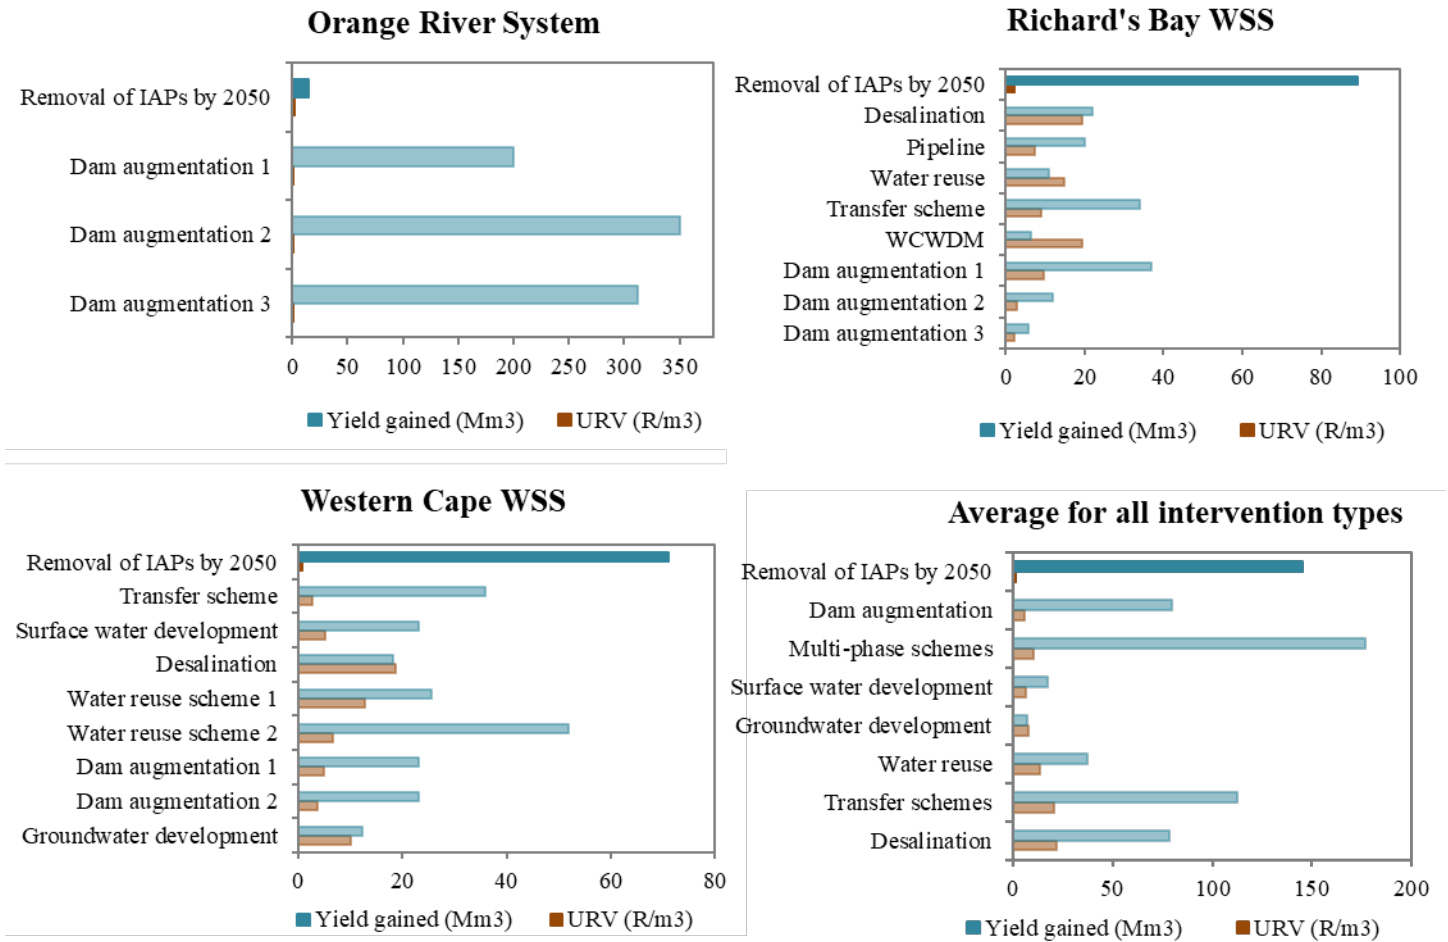 Orange River System
Removal of IAPs by 2050
Dam augmentation 1
Dam augmentation 2
Dam augmentation 3
0 50 100 150 200 250 300 350
Yield gained (Mm3) URV (R/m3)
Richard's Bay WSS
Removal of IAPs by 2050
Desalination
Pipeline
Water reuse
Transfer scheme
WCWDM
Dam augmentation 1
Dam augmentation 2
Dam augmentation 3
0 20 40 60 80 100
Yield gained (Mm3) URV (R/m3)
Western Cape WSS
Removal of IAPs by 2050
Transfer scheme
Surface water development
Desalination
Water reuse scheme 1
Water reuse scheme 2
Dam augmentation 1
Dam augmentation 2
Groundwater development
0 20 40 60 80
Yield gained (Mm3) URV (R/m3)
Average for all intervention types
Removal of IAPs by 2050
Dam augmentation
Multi-phase schemes
Surface water development
Groundwater development
Water reuse
Transfer schemes
Desalination
0 50 100 150 200
Yield gained (Mm3) URV (R/m3)